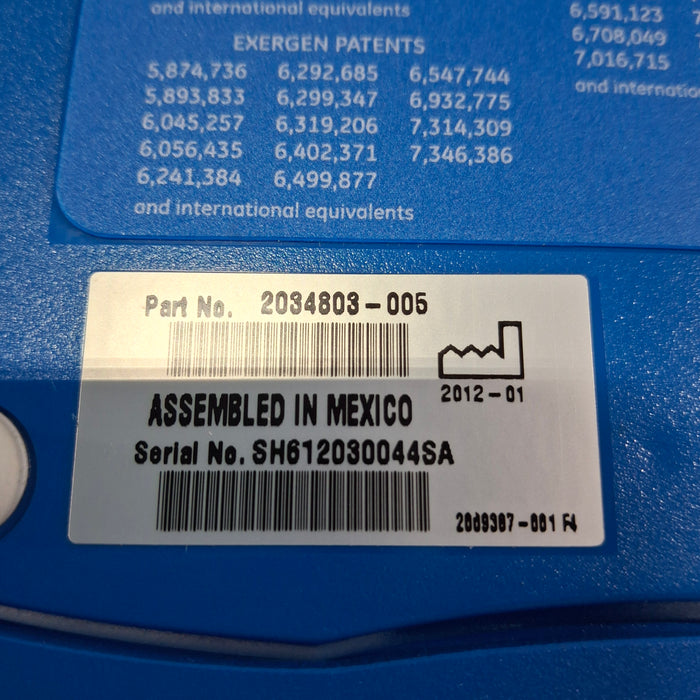 and international equivalents
EXERGEN PATENTS
5,874,736 6,292,685 6,547,744
5,893,833 6,299,347 6,932,775
6,045,257 6,319,206 7,314,309
6,056,435 6,402,371 7,346,386
6,241,384 6,499,877
and international equivalents
6,591,123
6,708,049
7,016,715
and internation
Part No. 2034803-005
2012-01
ASSEMBLED IN MEXICO
Serial No. SH612030044SA
2009387-001 F4